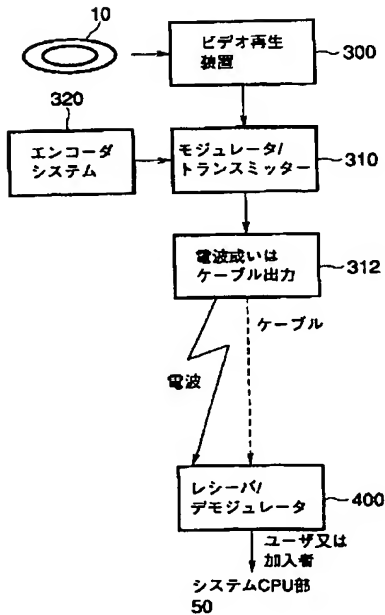 10
ビデオ再生
装置
300
320
エンコーダ
システム
モジュレータ/
トランスミッター
310
電波或いは
ケーブル出力
312
ケーブル
電波
レシーバ/
デモジュレータ
400
ユーザ又は
加入者
システムCPU部
50